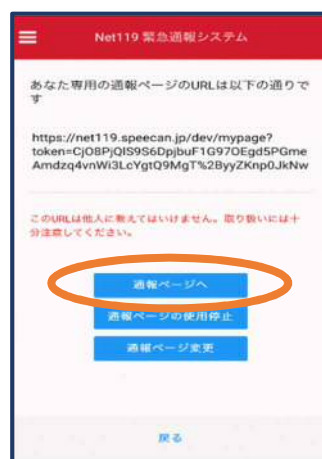 Net119 緊急通報システム
あなた専用の通報ページのURLは以下の通りで
す
https://net119.speecan.jp/dev/mypage?
token=CjO8PjQIS9S6DpjbuF1G97OEgd5PGme
Amdzq4vnWi3LcYgtQ9MgT%2ByyZKnp0JkNw
このURLは他人に教えてはいけません。取り扱いには十
分注意してください。
通報ページへ
通報ページの使用停止
通報ページ変更
戻る